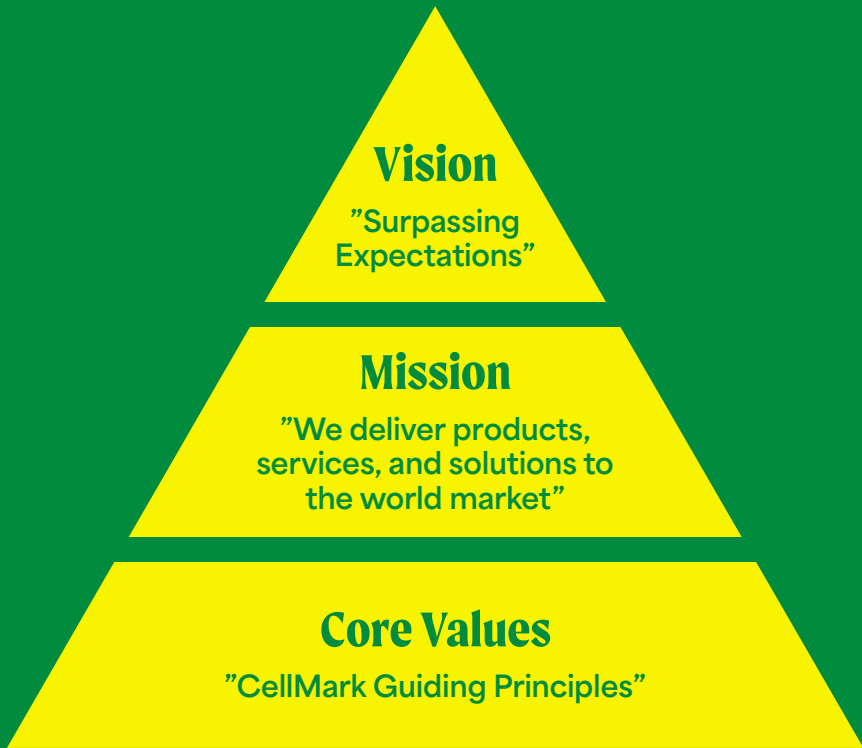 Vision
”Surpassing
Expectations”
Mission
”We deliver products,
services, and solutions to
the world market”
Core Values
”CellMark Guiding Principles”